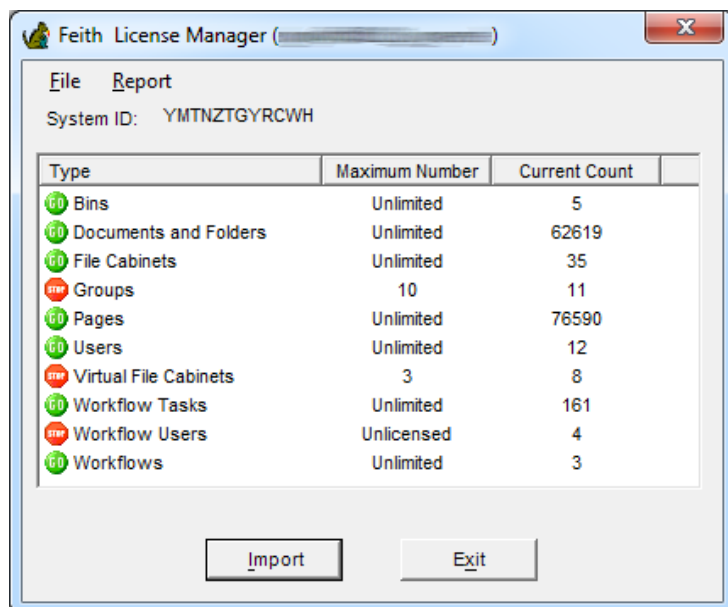 Feith License Manager ( )
File Report
System ID: YMTNZTGYRCWH
Type Maximum Number Current Count
GO Bins Unlimited 5
GO Documents and Folders Unlimited 62619
GO File Cabinets Unlimited 35
STOP Groups 10 11
GO Pages Unlimited 76590
GO Users Unlimited 12
STOP Virtual File Cabinets 3 8
GO Workflow Tasks Unlimited 161
STOP Workflow Users Unlicensed 4
GO Workflows Unlimited 3
Import Exit